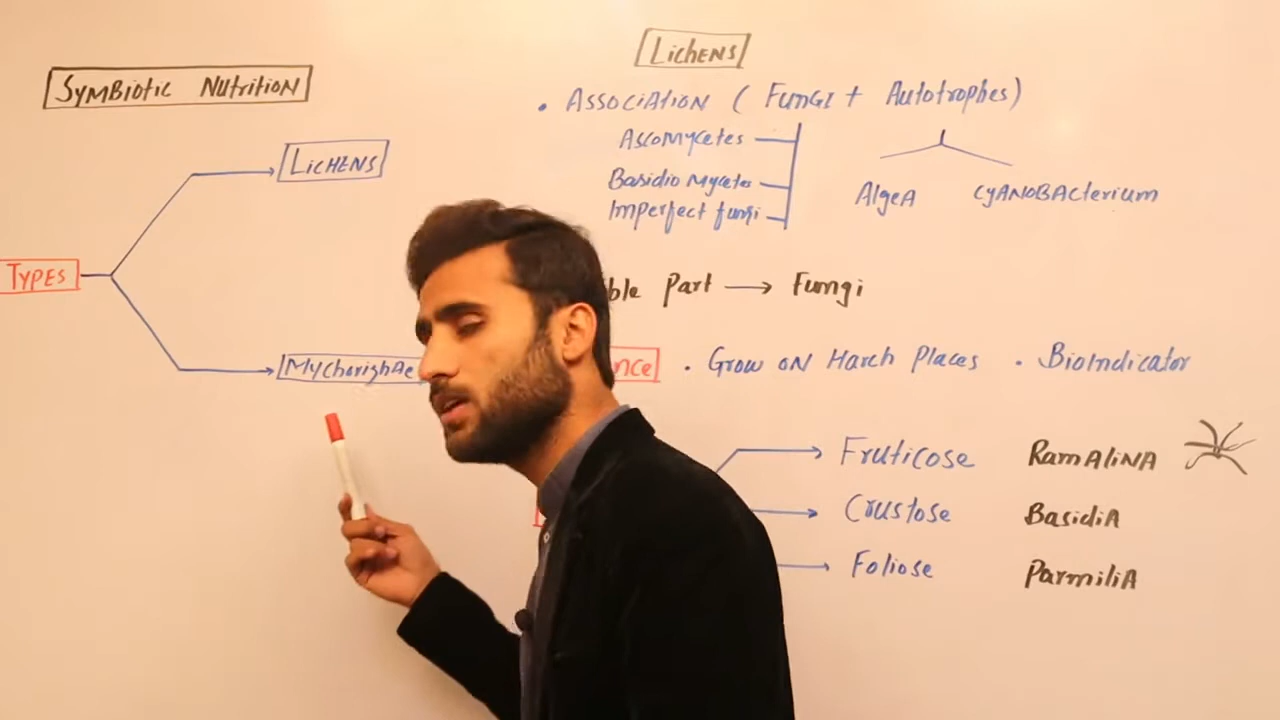 Symbiotic Nutrition
Lichens
Types
Mychorighae
Lichens
• Association ( Fungi + Autotrophes)
Ascomycetes
Basidio Mycetes
Imperfect fungi
Algea
Cyanobacterium
ble Part → Fungi
nce • Grow on Harch Places • BioIndicator
Fruticose Ramalina
Crustose Basidia
Foliose Parmilia